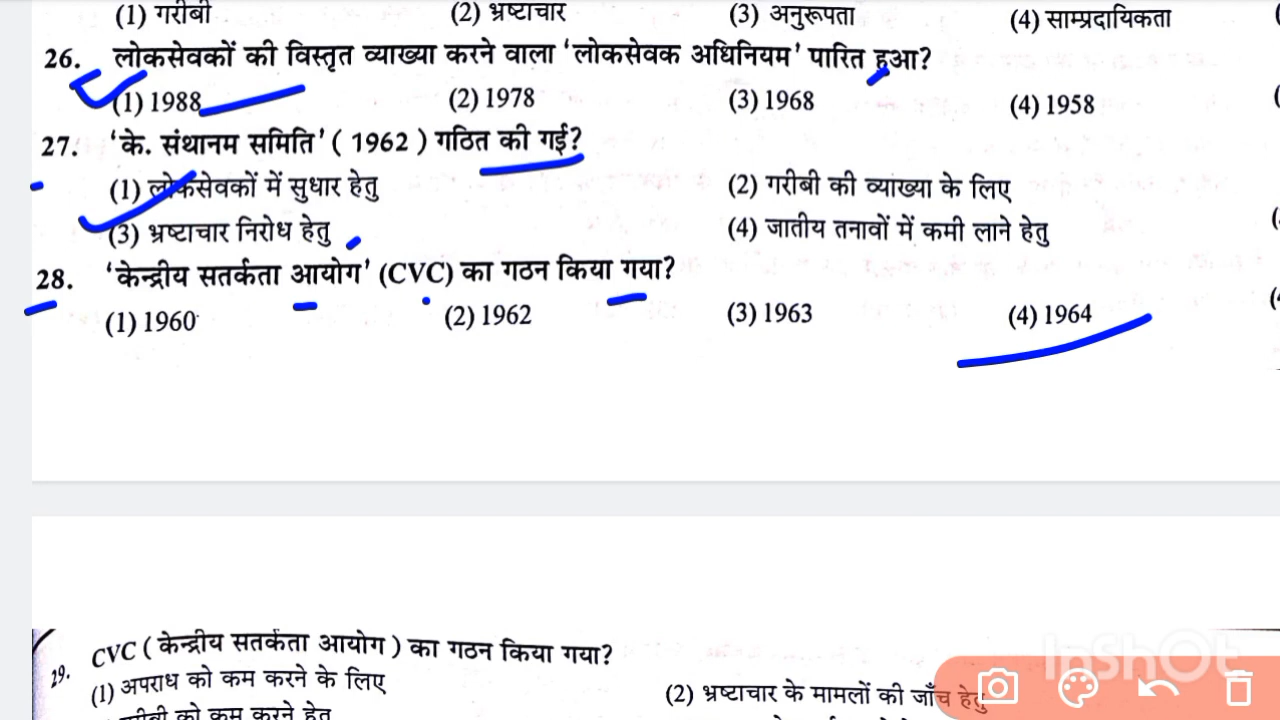 (1) गरीबी (2) भ्रष्टाचार (3) अनुरूपता (4) साम्प्रदायिकता
26. लोकसेवकों की विस्तृत व्याख्या करने वाला 'लोकसेवक अधिनियम' पारित हुआ?
(1) 1988 (2) 1978 (3) 1968 (4) 1958
27. 'के. संथानम समिति' ( 1962 ) गठित की गई?
(1) लोकसेवकों में सुधार हेतु (2) गरीबी की व्याख्या के लिए
(3) भ्रष्टाचार निरोध हेतु (4) जातीय तनावों में कमी लाने हेतु
28. 'केन्द्रीय सतर्कता आयोग' (CVC) का गठन किया गया?
(1) 1960 (2) 1962 (3) 1963 (4) 1964
29. CVC ( केन्द्रीय सतर्कता आयोग ) का गठन किया गया?
(1) अपराध को कम करने के लिए (2) भ्रष्टाचार के मामलों की जाँच हेतु
गरीबी को कम करने हेतु
InShOt